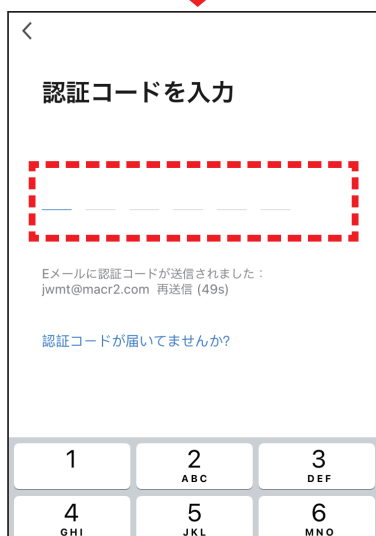 認証コードを入力
Eメールに認証コードが送信されました：
jwmt@macr2.com 再送信 (49s)
認証コードが届いてませんか?
1 2 3
ABC DEF
4 5 6
GHI JKL MNO